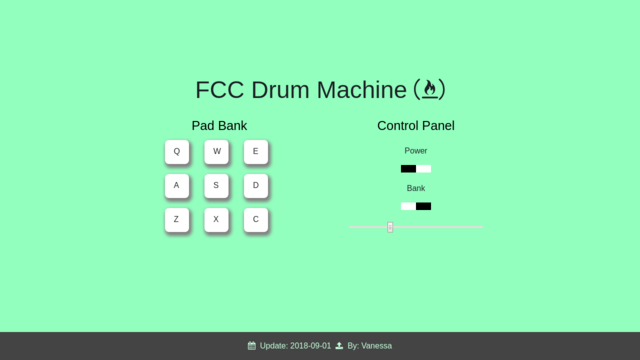 FCC Drum Machine
Pad Bank
Control Panel
Q W E
Power
A S D
Bank
Z X C
Update: 2018-09-01 By: Vanessa